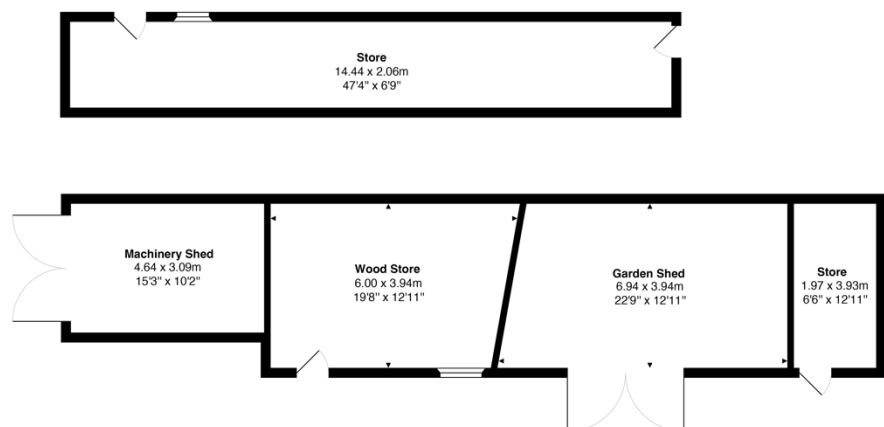 Store
14.44 x 2.06m
47'4" x 6'9"
Machinery Shed
4.64 x 3.09m
15'3" x 10'2"
Wood Store
6.00 x 3.94m
19'8" x 12'11"
Garden Shed
6.94 x 3.94m
22'9" x 12'11"
Store
1.97 x 3.93m
6'6" x 12'11"